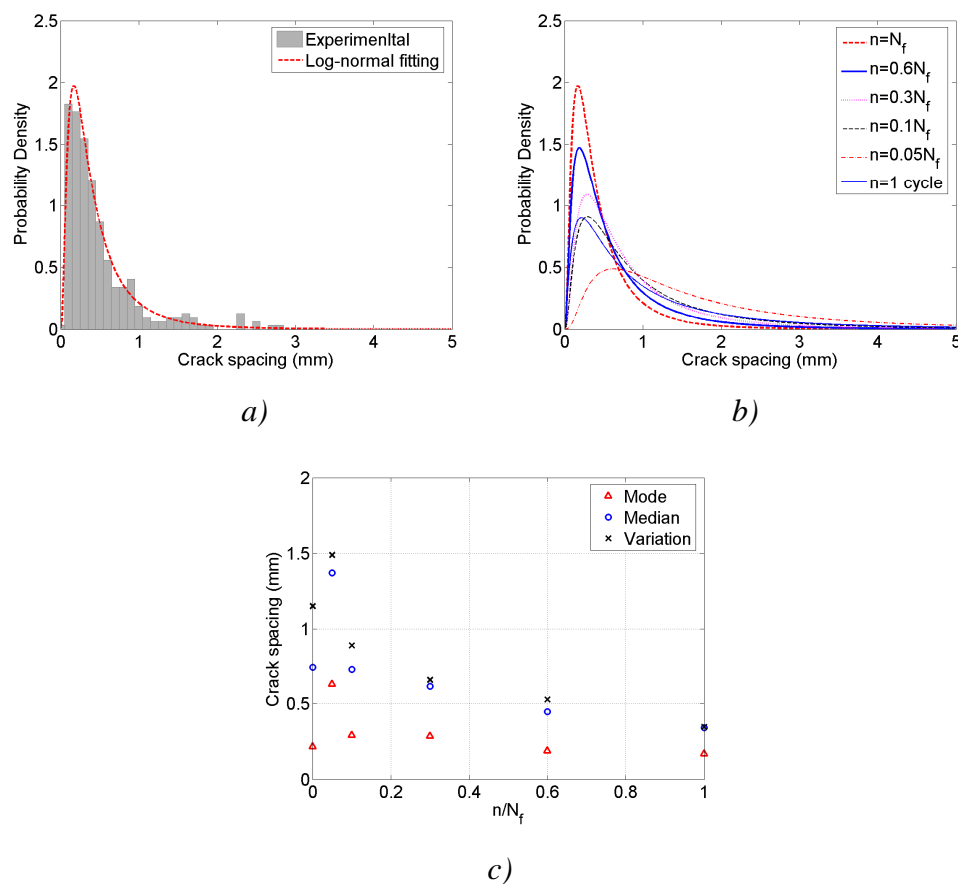 2.5
2
1.5
1
0.5
0
Probability Density
0 1 2 3 4 5
Crack spacing (mm)
Experimenltal
Log-normal fitting
a)
2.5
2
1.5
1
0.5
0
Probability Density
0 1 2 3 4 5
Crack spacing (mm)
n=N_f
n=0.6N_f
n=0.3N_f
n=0.1N_f
n=0.05N_f
n=1 cycle
b)
2
1.5
1
0.5
0
Crack spacing (mm)
0 0.2 0.4 0.6 0.8 1
n/N_f
Mode
Median
Variation
c)